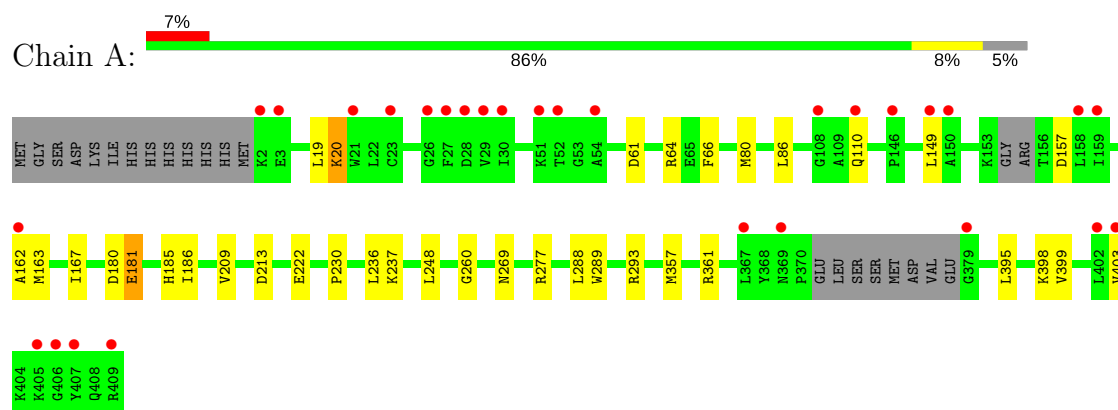 7%
Chain A:
86% 8% 5%
MET GLY SER ASP LYS ILE HIS HIS HIS HIS HIS HIS MET K2 E3 L19 K20 W21 L22 C23 G26 F27 D28 V29 I30 K51 T52 G53 A54 D61 R64 E65 F66 M80 L86 G108 A109 Q110 P146 L149 A150 K153 GLY ARG T156 D157 L158 I159
A162 M163 I167 D180 E181 H185 I186 V209 D213 E222 P230 L236 K237 L248 G260 N269 R277 L288 W289 R293 M357 R361 L367 Y368 N369 P370 GLU LEU SER SER MET ASP VAL GLU G379 L395 K398 V399 L402 V403
K404 K405 G406 Y407 Q408 R409